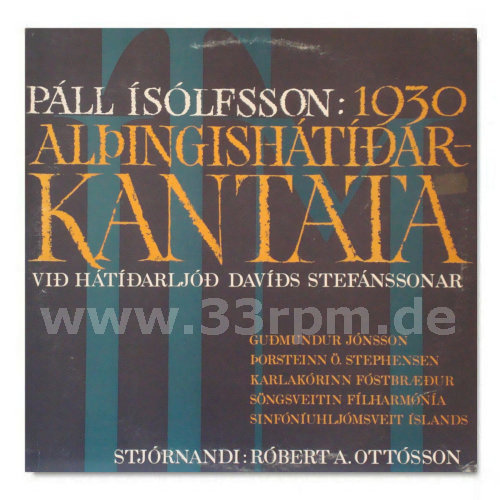 PÁLL ÍSÓLFSSON: 1930
ALÞINGISHÁTÍÐAR-
KANTATA
VIÐ HÁTÍÐARLJÓÐ DAVÍÐS STEFÁNSSONAR
www.33rpm.de
GUÐMUNDUR JÓNSSON
ÞORSTEINN Ö. STEPHENSEN
KARLAKÓRINN FÓSTBRÆÐUR
SÖNGSVEITIN FÍLHARMÓNÍA
SINFÓNÍUHLJÓMSVEIT ÍSLANDS
STJÓRNANDI: RÓBERT A. OTTÓSSON